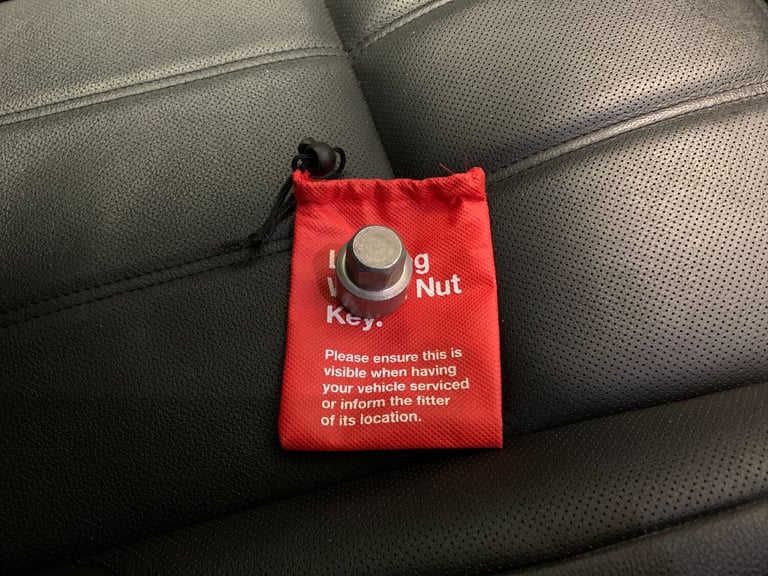 Nut
Key.
Please ensure this is
visible when having
your vehicle serviced
or inform the fitter
of its location.